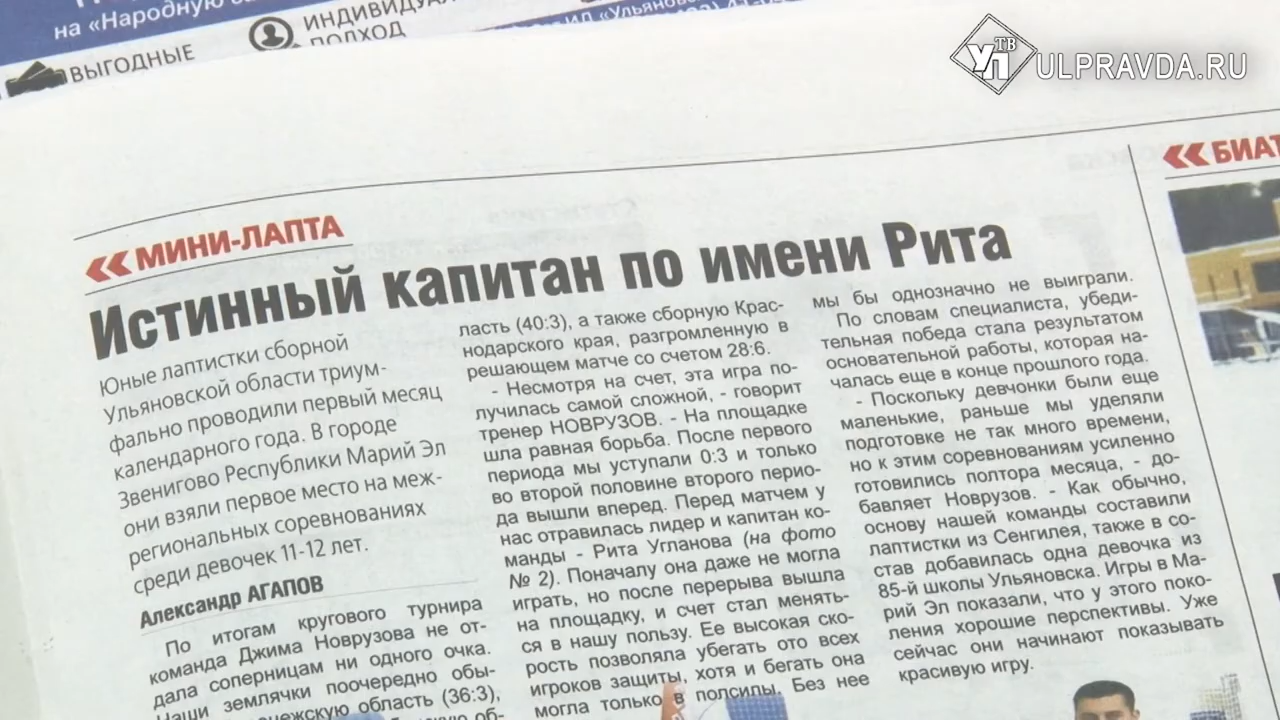 на «Народную
ВЫГОДНЫЕ
ПОДХОД
УП ТВ
ULPRAVDA.RU
МИНИ-ЛАПТА
Истинный капитан по имени Рита
Юные лаптистки сборной
Ульяновской области триум-
фально проводили первый месяц
календарного года. В городе
Звенигово Республики Марий Эл
они взяли первое место на меж-
региональных соревнованиях
среди девочек 11-12 лет.
Александр АГАПОВ
По итогам кругового турнира
команда Джима Новрузова не от-
дала соперницам ни одного очка.
Наши землячки поочередно обы-
область (36:3),
ласть (40:3), а также сборную Крас-
нодарского края, разгромленную в
решающем матче со счетом 28:6.
- Несмотря на счет, эта игра по-
лучилась самой сложной, - говорит
тренер НОВРУЗОВ. - На площадке
шла равная борьба. После первого
периода мы уступали 0:3 и только
во второй половине второго перио-
да вышли вперед. Перед матчем у
нас отравилась лидер и капитан ко-
манды - Рита Угланова (на фото
№ 2). Поначалу она даже не могла
играть, но после перерыва вышла
на площадку, и счет стал менять-
ся в нашу пользу. Ее высокая ско-
рость позволяла убегать ото всех
игроков защиты, хотя и бегать она
могла только в полсилы. Без нее
мы бы однозначно не выиграли.
По словам специалиста, убеди-
тельная победа стала результатом
основательной работы, которая на-
чалась еще в конце прошлого года.
- Поскольку девчонки были еще
маленькие, раньше мы уделяли
подготовке не так много времени,
но к этим соревнованиям усиленно
готовились полтора месяца, - до-
бавляет Новрузов. - Как обычно,
основу нашей команды составили
лаптистки из Сенгилея, также в со-
став добавилась одна девочка из
85-й школы Ульяновска. Игры в Ма-
рий Эл показали, что у этого поко-
ления хорошие перспективы. Уже
сейчас они начинают показывать
красивую игру.